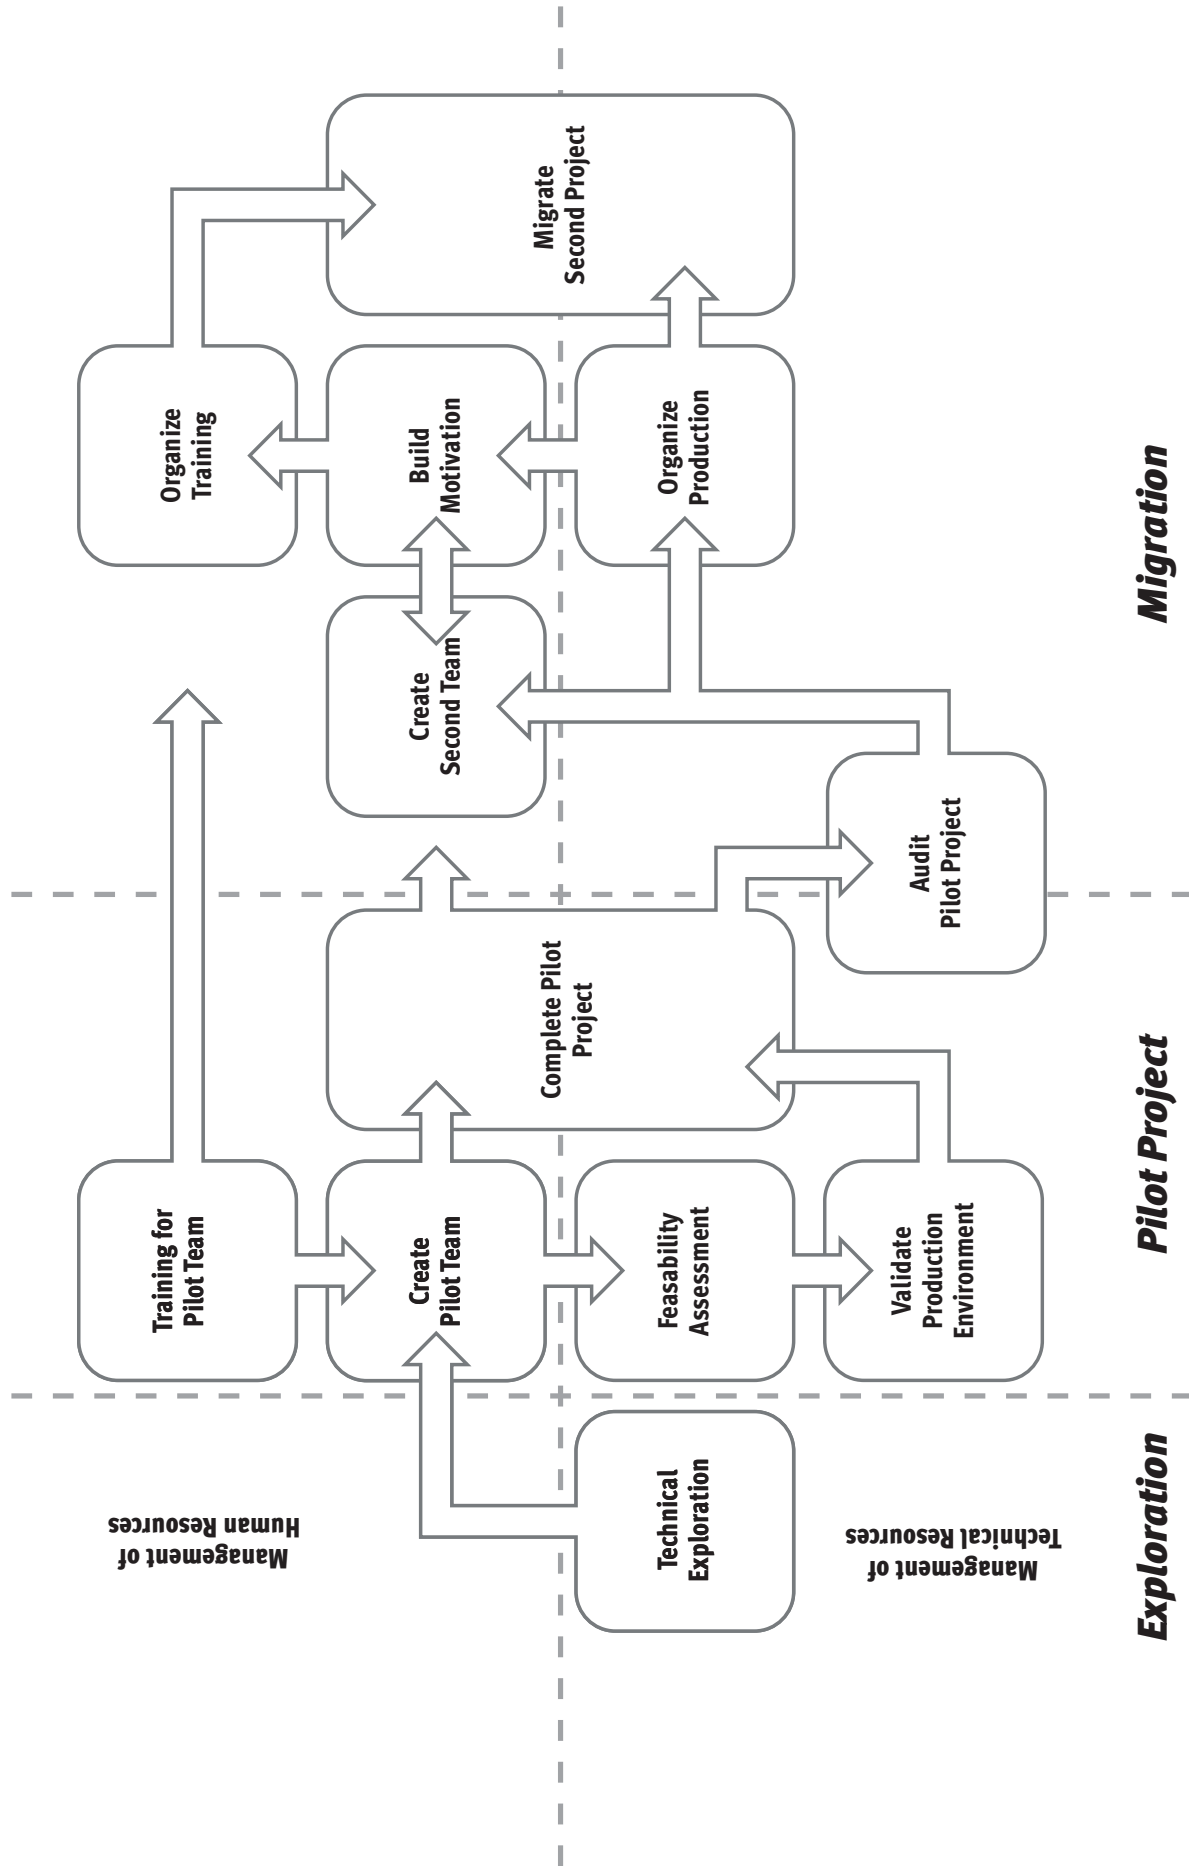 Management of
Human Resources
Management of
Technical Resources
Technical
Exploration
Training for
Pilot Team
Create
Pilot Team
Feasability
Assessment
Validate
Production
Environment
Complete Pilot
Project
Audit
Pilot Project
Create
Second Team
Organize
Training
Build
Motivation
Organize
Production
Migrate
Second Project
Exploration
Pilot Project
Migration